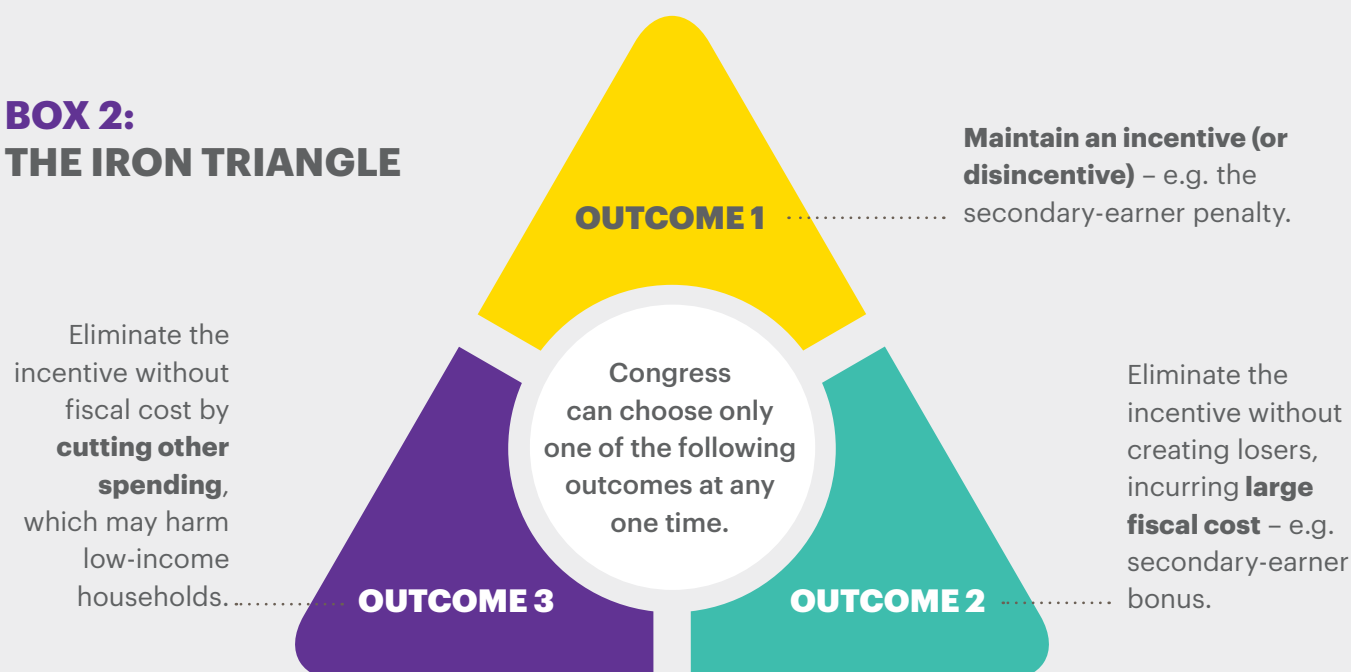 BOX 2:
THE IRON TRIANGLE
OUTCOME 1
Maintain an incentive (or
disincentive) – e.g. the
secondary-earner penalty.
Congress
can choose only
one of the following
outcomes at any
one time.
OUTCOME 2
Eliminate the
incentive without
creating losers,
incurring large
fiscal cost – e.g.
secondary-earner
bonus.
OUTCOME 3
Eliminate the
incentive without
fiscal cost by
cutting other
spending,
which may harm
low-income
households.